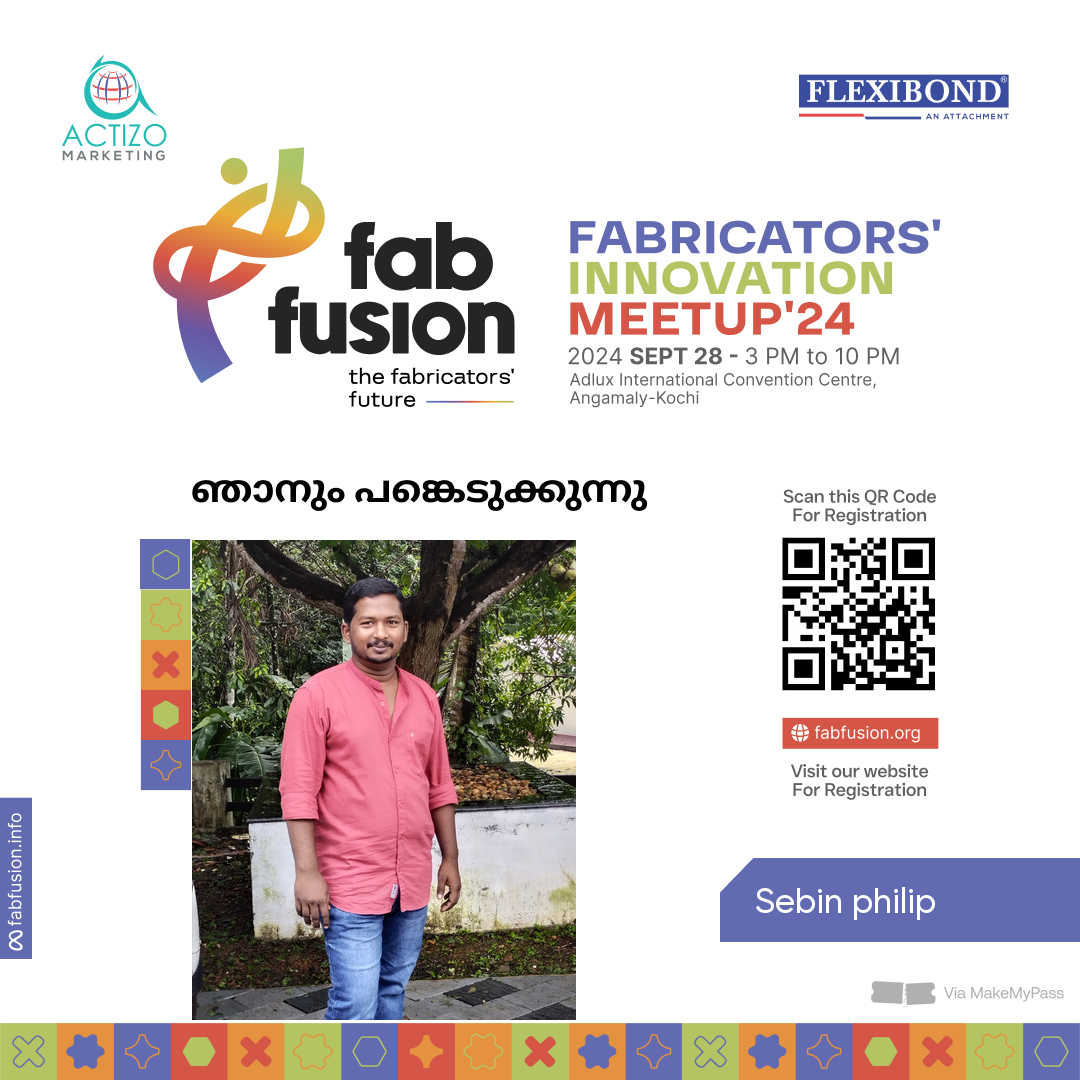 ACTIZO
MARKETING
FLEXIBOND®
AN ATTACHMENT
fab
fusion
the fabricators'
future
FABRICATORS'
INNOVATION
MEETUP'24
2024 SEPT 28 - 3 PM to 10 PM
Adlux International Convention Centre,
Angamaly-Kochi
ഞാനും പങ്കെടുക്കുന്നു
Scan this QR Code
For Registration
fabfusion.org
Visit our website
For Registration
fabfusion.info
Sebin philip
Via MakeMyPass